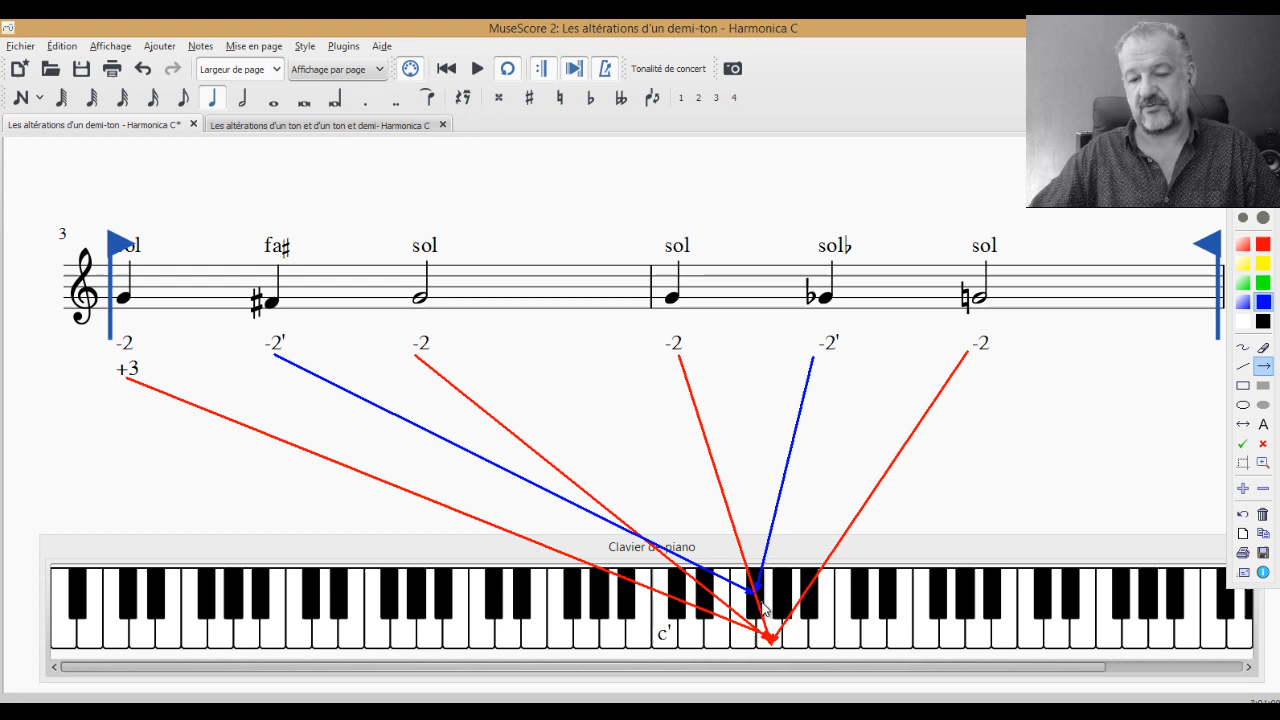 MuseScore 2: Les altérations d'un demi-ton - Harmonica C
Fichier Édition Affichage Ajouter Notes Mise en page Style Plugins Aide
Largeur de page Affichage par page Tonalité de concert
1 2 3 4
Les altérations d'un demi-ton - Harmonica C* Les altérations d'un ton et d'un ton et demi- Harmonica C
3
sol fa♯ sol sol sol♭ sol
-2 -2' -2 -2 -2' -2
+3
Clavier de piano
c'
A